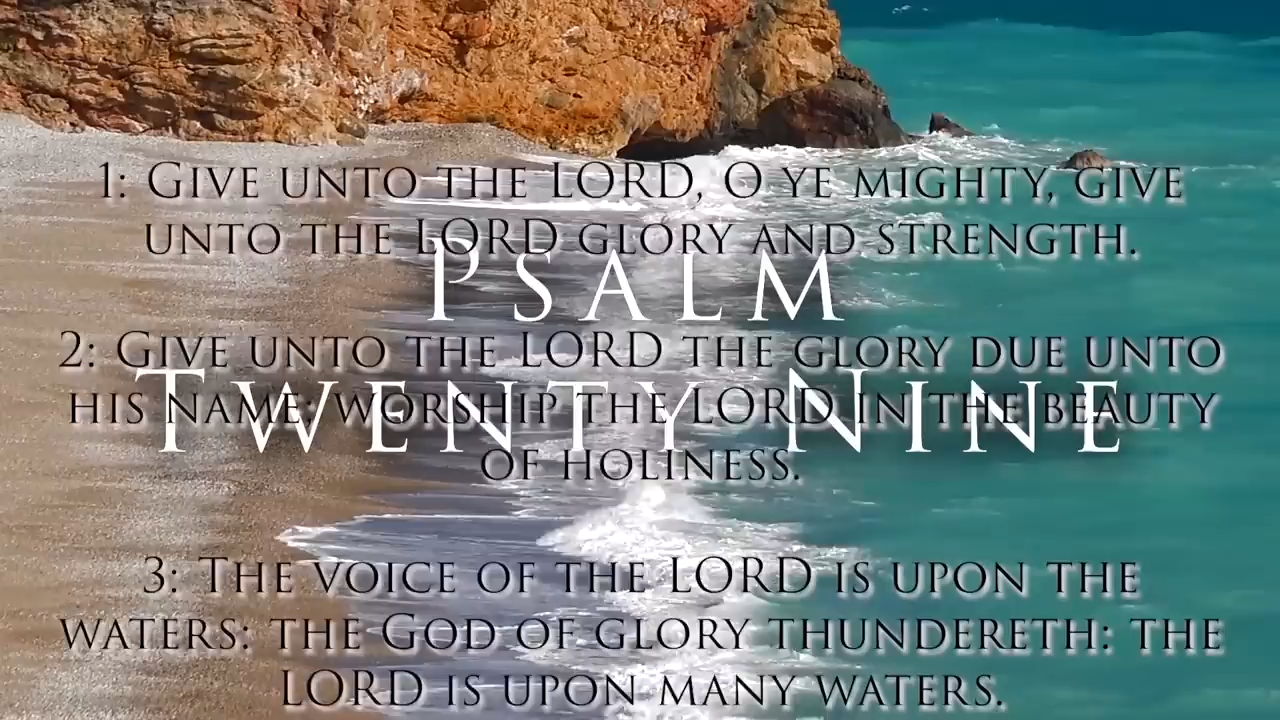 1: Give unto the LORD, O ye mighty, give
unto the LORD glory and strength.
Psalm
2: Give unto the LORD the glory due unto
Twenty Nine
his Name; worship the LORD in the beauty
of holiness.
3: The voice of the LORD is upon the
waters: the God of glory thundereth: the
LORD is upon many waters.